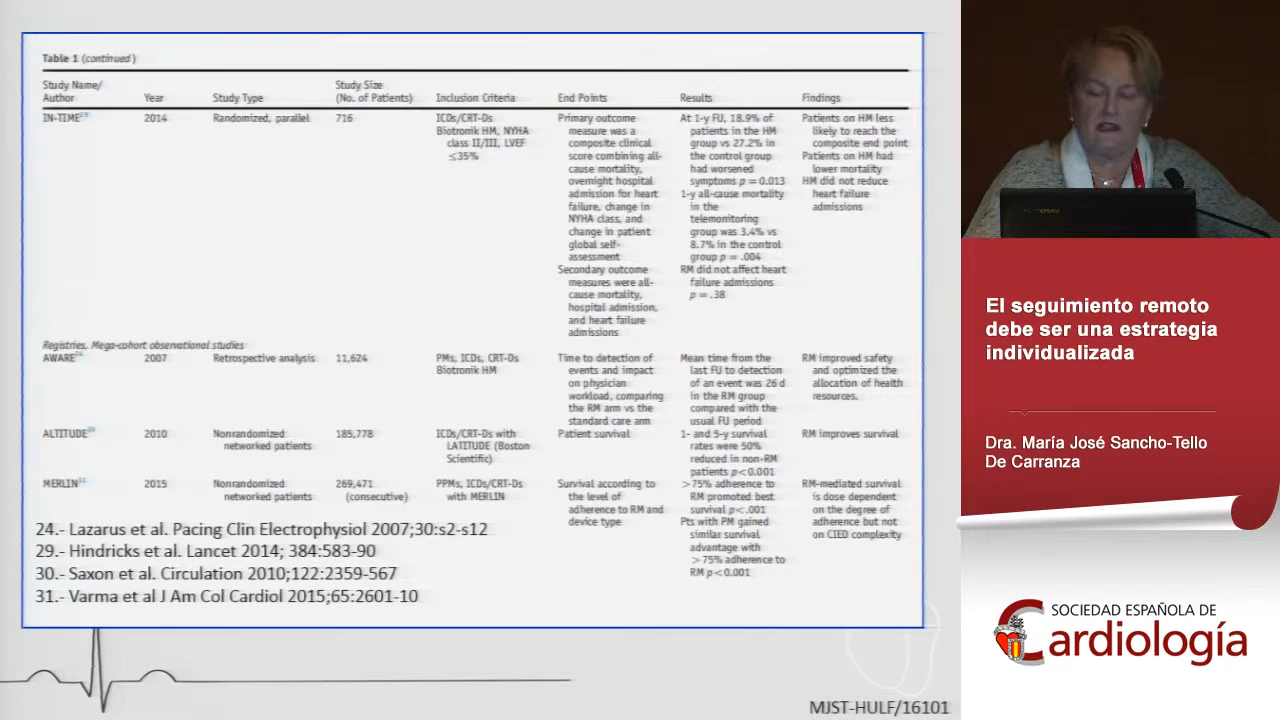 Table 1 (continued)
Study Name/
Author
Year
Study Type
Study Size
(No. of Patients)
Inclusion Criteria
End Points
Results
Findings
IN-TIME29
2014
Randomized, parallel
716
ICDs/CRT-Ds
Biotronik HM, NYHA
class II/III, LVEF
≤35%
Primary outcome
measure was a
composite clinical
score combining all-
cause mortality,
overnight hospital
admission for heart
failure, change in
NYHA class, and
change in patient
global self-
assessment
Secondary outcome
measures were all-
cause mortality,
hospital admission,
and heart failure
admissions
At 1-y FU, 18.9% of
patients in the HM
group vs 27.2% in
the control group
had worsened
symptoms p = 0.013
1-y all-cause mortality
in the
telemonitoring
group was 3.4% vs
8.7% in the control
group p = .004
RM did not affect heart
failure admissions
p = .38
Patients on HM less
likely to reach the
composite end point
Patients on HM had
lower mortality
HM did not reduce
heart failure
admissions
Registries, Mega-cohort observational studies
AWARE24
2007
Retrospective analysis
11,624
PMs, ICDs, CRT-Ds
Biotronik HM
Time to detection of
events and impact
on physician
workload, comparing
the RM arm vs the
standard care arm
Mean time from the
last FU to detection
of an event was 26 d
in the RM group
compared with the
usual FU period
RM improved safety
and optimized the
allocation of health
resources.
ALTITUDE30
2010
Nonrandomized
networked patients
185,778
ICDs/CRT-Ds with
LATITUDE (Boston
Scientific)
Patient survival
1- and 5-y survival
rates were 50%
reduced in non-RM
patients p<0.001
RM improves survival
MERLIN31
2015
Nonrandomized
networked patients
269,471
(consecutive)
PPMs, ICDs/CRT-Ds
with MERLIN
Survival according to
the level of
adherence to RM and
device type
>75% adherence to
RM promoted best
survival p<.001
Pts with PM gained
similar survival
advantage with
>75% adherence to
RM p<0.001
RM-mediated survival
is dose dependent
on the degree of
adherence but not
on CIED complexity
24.- Lazarus et al. Pacing Clin Electrophysiol 2007;30:s2-s12
29.- Hindricks et al. Lancet 2014; 384:583-90
30.- Saxon et al. Circulation 2010;122:2359-567
31.- Varma et al J Am Col Cardiol 2015;65:2601-10
MJST-HULF/16101
El seguimiento remoto
debe ser una estrategia
individualizada
Dra. María José Sancho-Tello
De Carranza
SOCIEDAD ESPAÑOLA DE
Cardiología